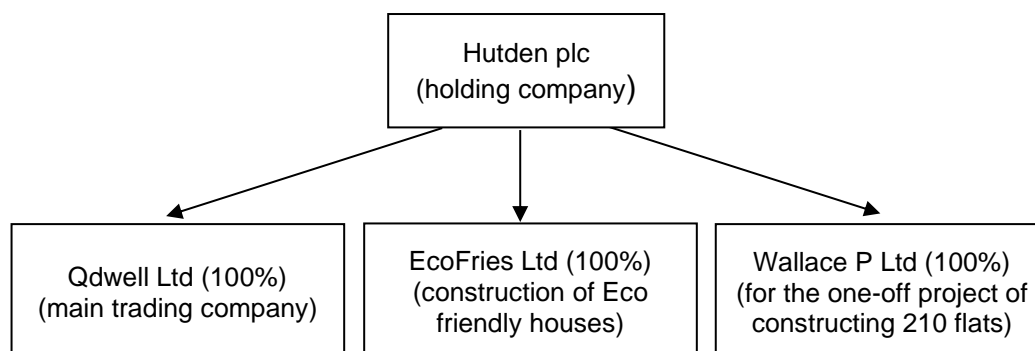 Hutden plc
(holding company)
Qdwell Ltd (100%)
(main trading company)
EcoFries Ltd (100%)
(construction of Eco
friendly houses)
Wallace P Ltd (100%)
(for the one-off project of
constructing 210 flats)